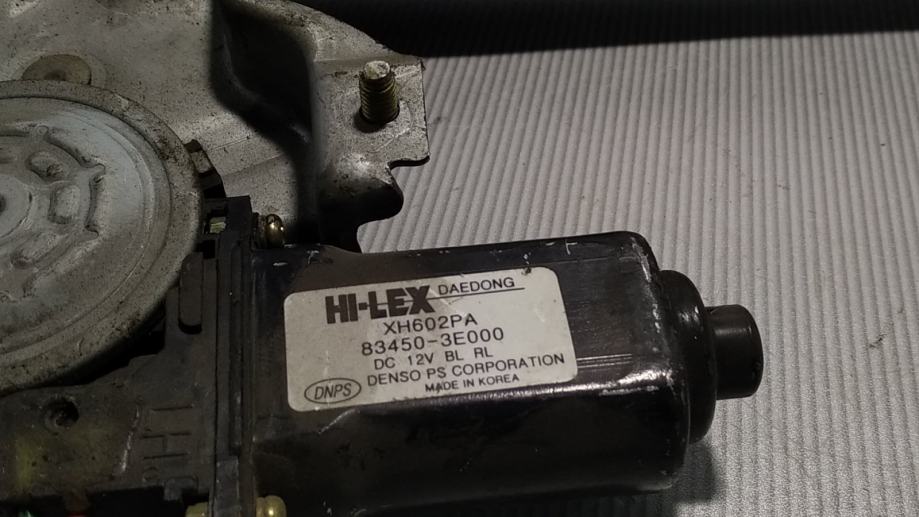 HI-LEX DAEDONG
XH602PA
83450-3E000
DC 12V BL RL
DENSO PS CORPORATION
DNPS
MADE IN KOREA